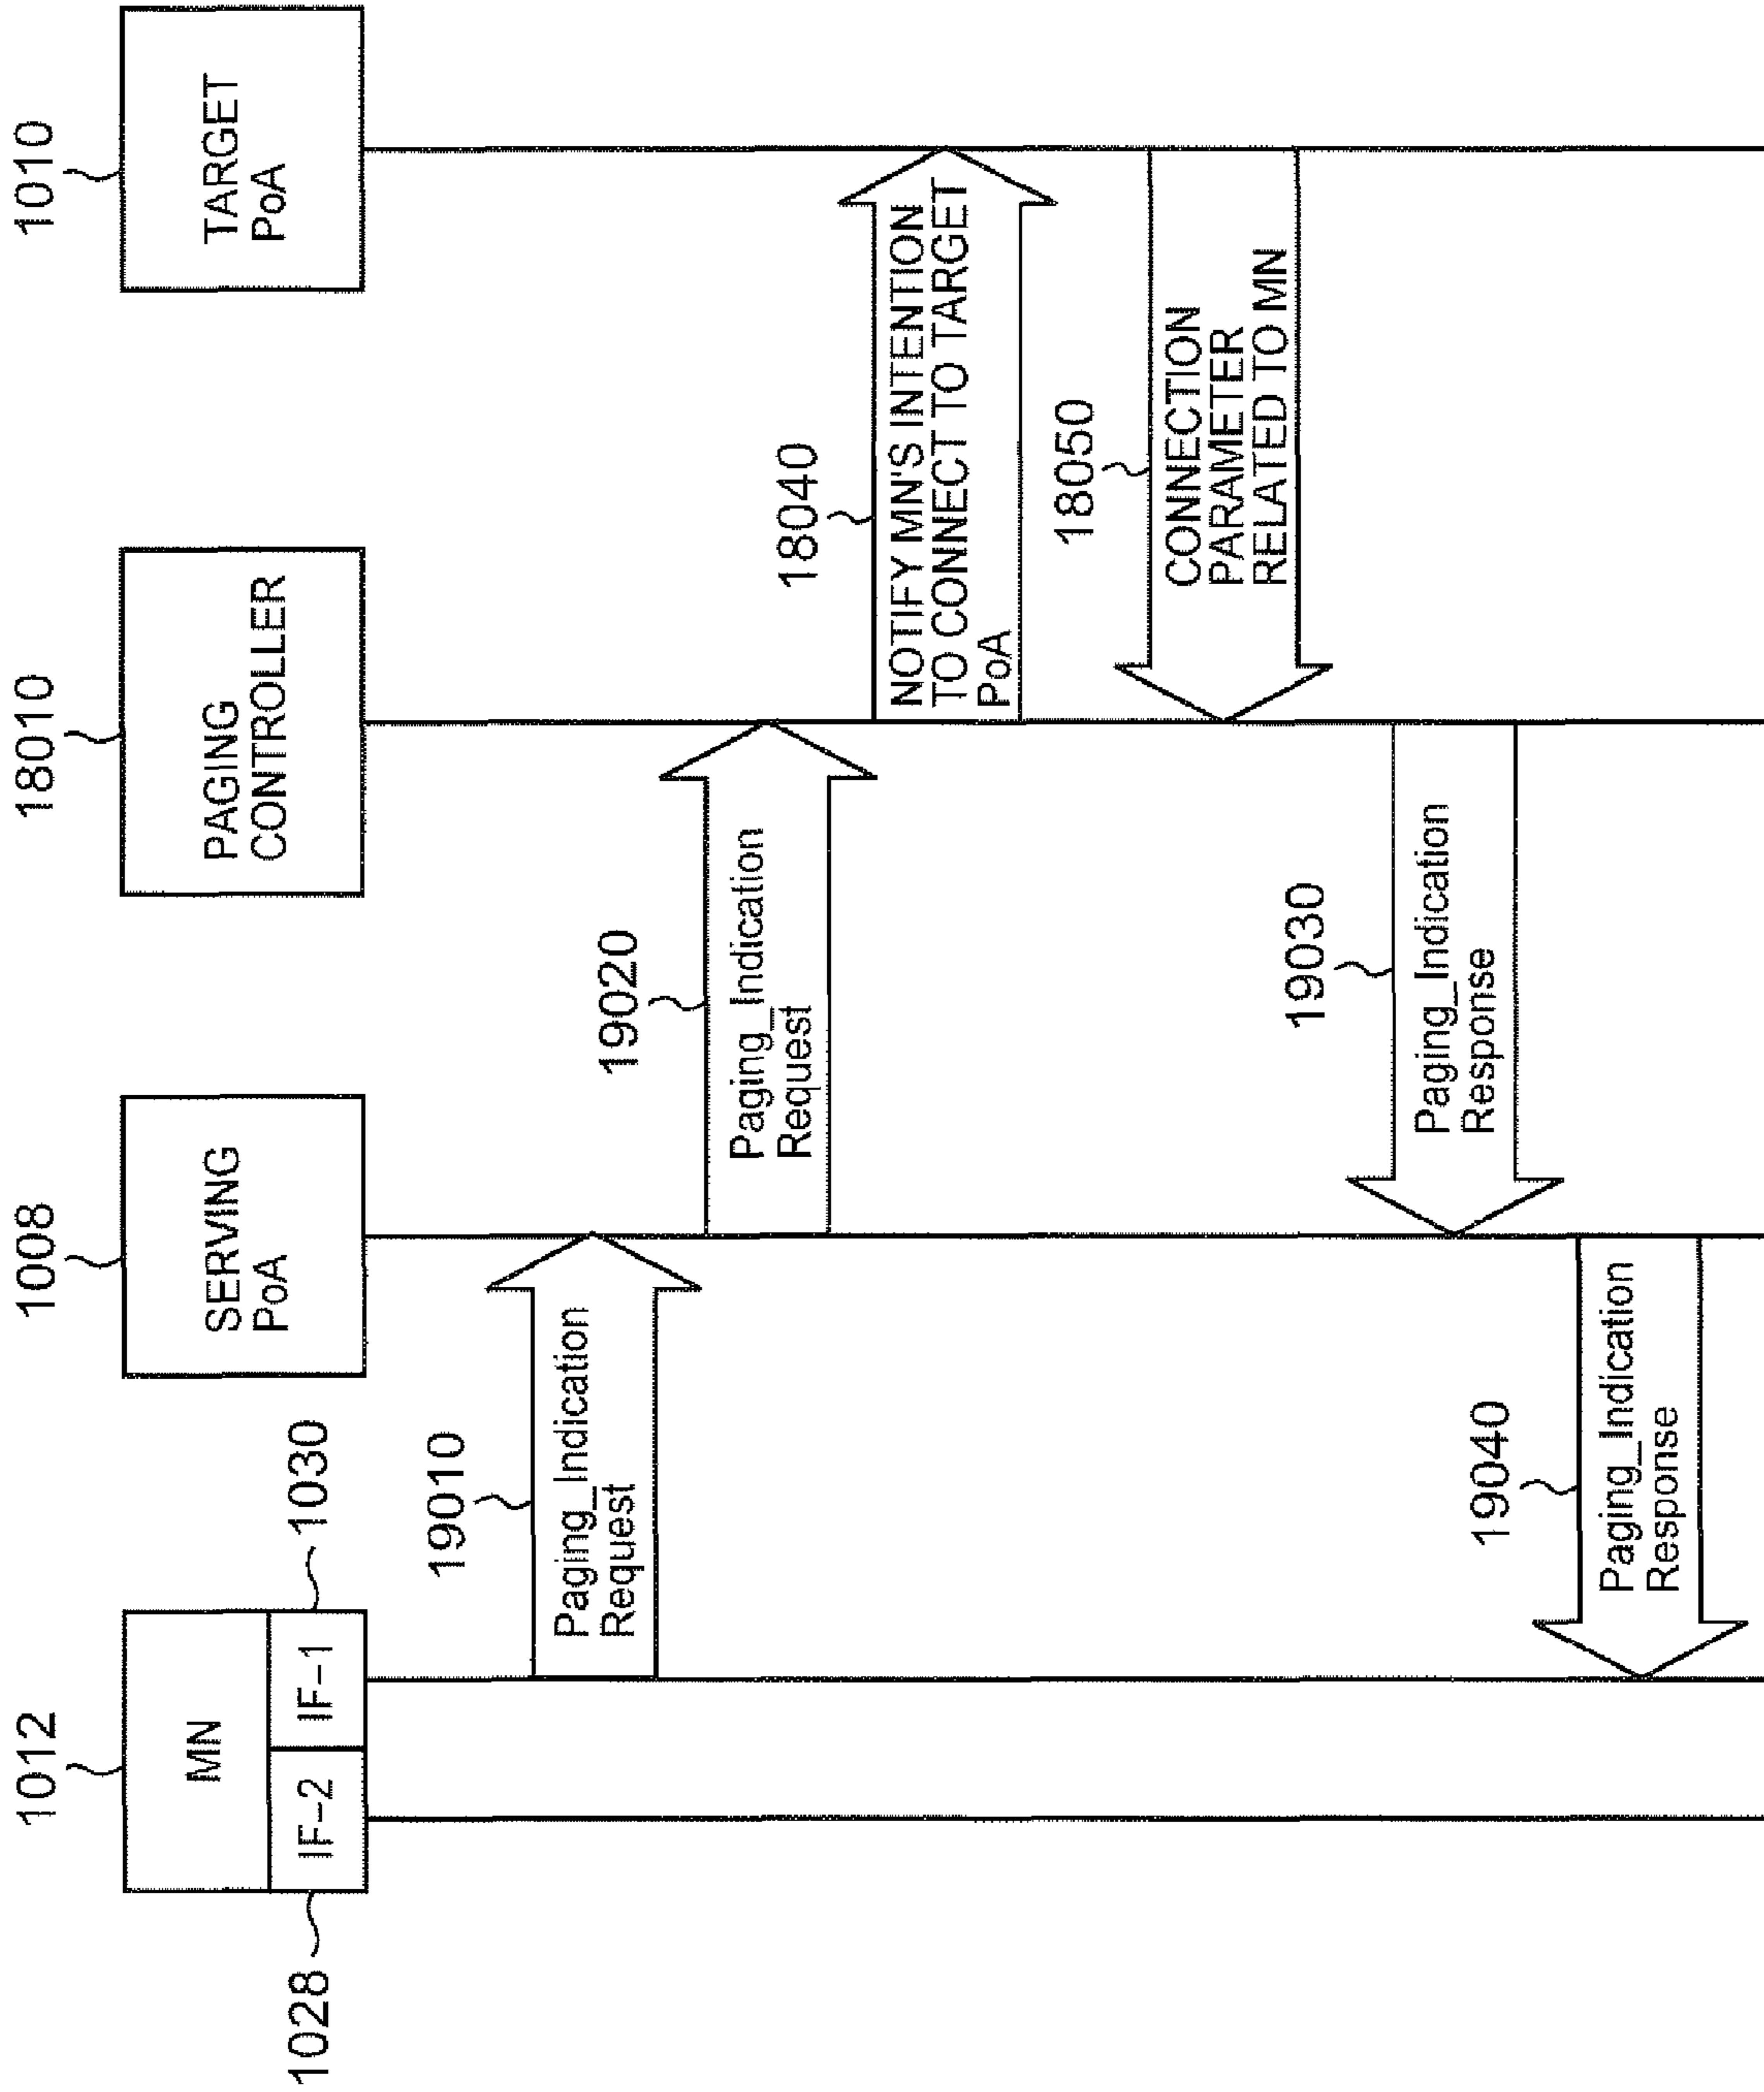 1012
MN
IF-2
IF-1
1028
1030
1008
SERVING
PoA
18010
PAGING
CONTROLLER
1010
TARGET
PoA
19010
Paging_Indication
Request
19020
Paging_Indication
Request
18040
NOTIFY MN'S INTENTION
TO CONNECT TO TARGET
PoA
18050
CONNECTION
PARAMETER
RELATED TO MN
19030
Paging_Indication
Response
19040
Paging_Indication
Response